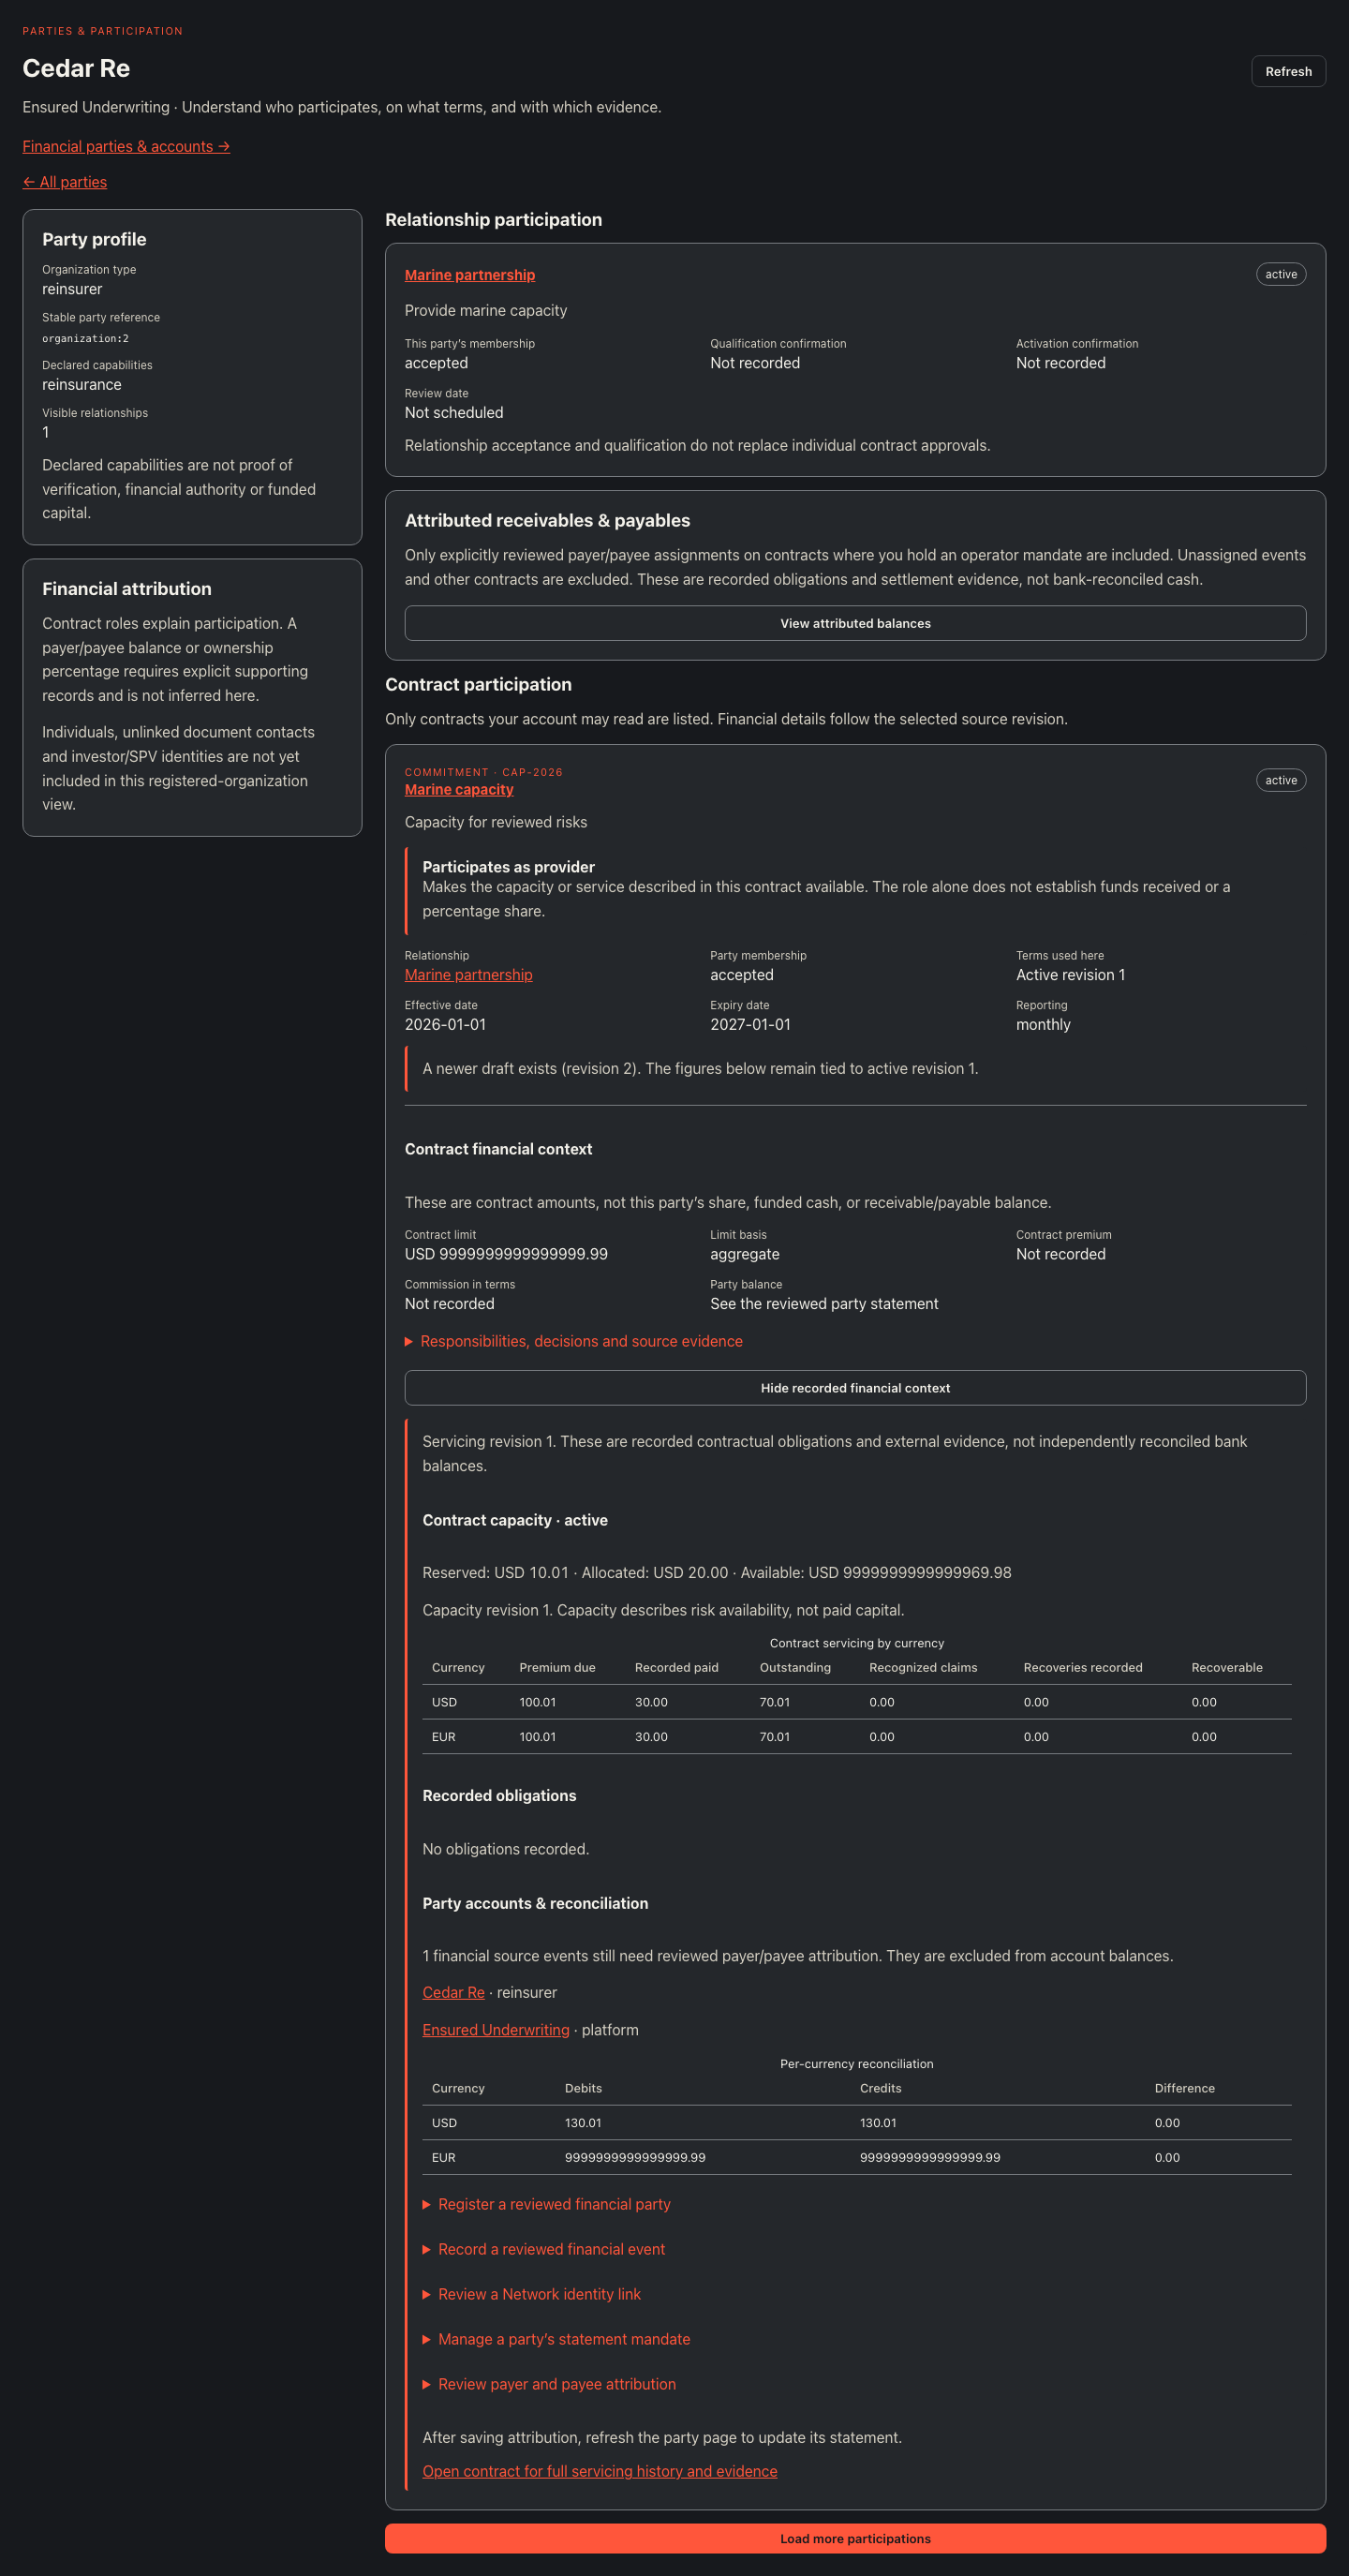 PARTIES & PARTICIPATION
Cedar Re
Refresh
Ensured Underwriting · Understand who participates, on what terms, and with which evidence.
Financial parties & accounts →
← All parties
Party profile
Organization type
reinsurer
Stable party reference
organization:2
Declared capabilities
reinsurance
Visible relationships
1
Declared capabilities are not proof of
verification, financial authority or funded
capital.
Financial attribution
Contract roles explain participation. A
payer/payee balance or ownership
percentage requires explicit supporting
records and is not inferred here.
Individuals, unlinked document contacts
and investor/SPV identities are not yet
included in this registered-organization
view.
Relationship participation
Marine partnership
active
Provide marine capacity
This party's membership
accepted
Qualification confirmation
Not recorded
Activation confirmation
Not recorded
Review date
Not scheduled
Relationship acceptance and qualification do not replace individual contract approvals.
Attributed receivables & payables
Only explicitly reviewed payer/payee assignments on contracts where you hold an operator mandate are included. Unassigned events
and other contracts are excluded. These are recorded obligations and settlement evidence, not bank-reconciled cash.
View attributed balances
Contract participation
Only contracts your account may read are listed. Financial details follow the selected source revision.
COMMITMENT · CAP-2026
Marine capacity
active
Capacity for reviewed risks
Participates as provider
Makes the capacity or service described in this contract available. The role alone does not establish funds received or a
percentage share.
Relationship
Marine partnership
Party membership
accepted
Terms used here
Active revision 1
Effective date
2026-01-01
Expiry date
2027-01-01
Reporting
monthly
A newer draft exists (revision 2). The figures below remain tied to active revision 1.
Contract financial context
These are contract amounts, not this party's share, funded cash, or receivable/payable balance.
Contract limit
USD 9999999999999999.99
Limit basis
aggregate
Contract premium
Not recorded
Commission in terms
Not recorded
Party balance
See the reviewed party statement
▶ Responsibilities, decisions and source evidence
Hide recorded financial context
Servicing revision 1. These are recorded contractual obligations and external evidence, not independently reconciled bank
balances.
Contract capacity · active
Reserved: USD 10.01 · Allocated: USD 20.00 · Available: USD 9999999999999969.98
Capacity revision 1. Capacity describes risk availability, not paid capital.
Contract servicing by currency
Currency Premium due Recorded paid Outstanding Recognized claims Recoveries recorded Recoverable
USD 100.01 30.00 70.01 0.00 0.00 0.00
EUR 100.01 30.00 70.01 0.00 0.00 0.00
Recorded obligations
No obligations recorded.
Party accounts & reconciliation
1 financial source events still need reviewed payer/payee attribution. They are excluded from account balances.
Cedar Re · reinsurer
Ensured Underwriting · platform
Per-currency reconciliation
Currency Debits Credits Difference
USD 130.01 130.01 0.00
EUR 9999999999999999.99 9999999999999999.99 0.00
▶ Register a reviewed financial party
▶ Record a reviewed financial event
▶ Review a Network identity link
▶ Manage a party's statement mandate
▶ Review payer and payee attribution
After saving attribution, refresh the party page to update its statement.
Open contract for full servicing history and evidence
Load more participations